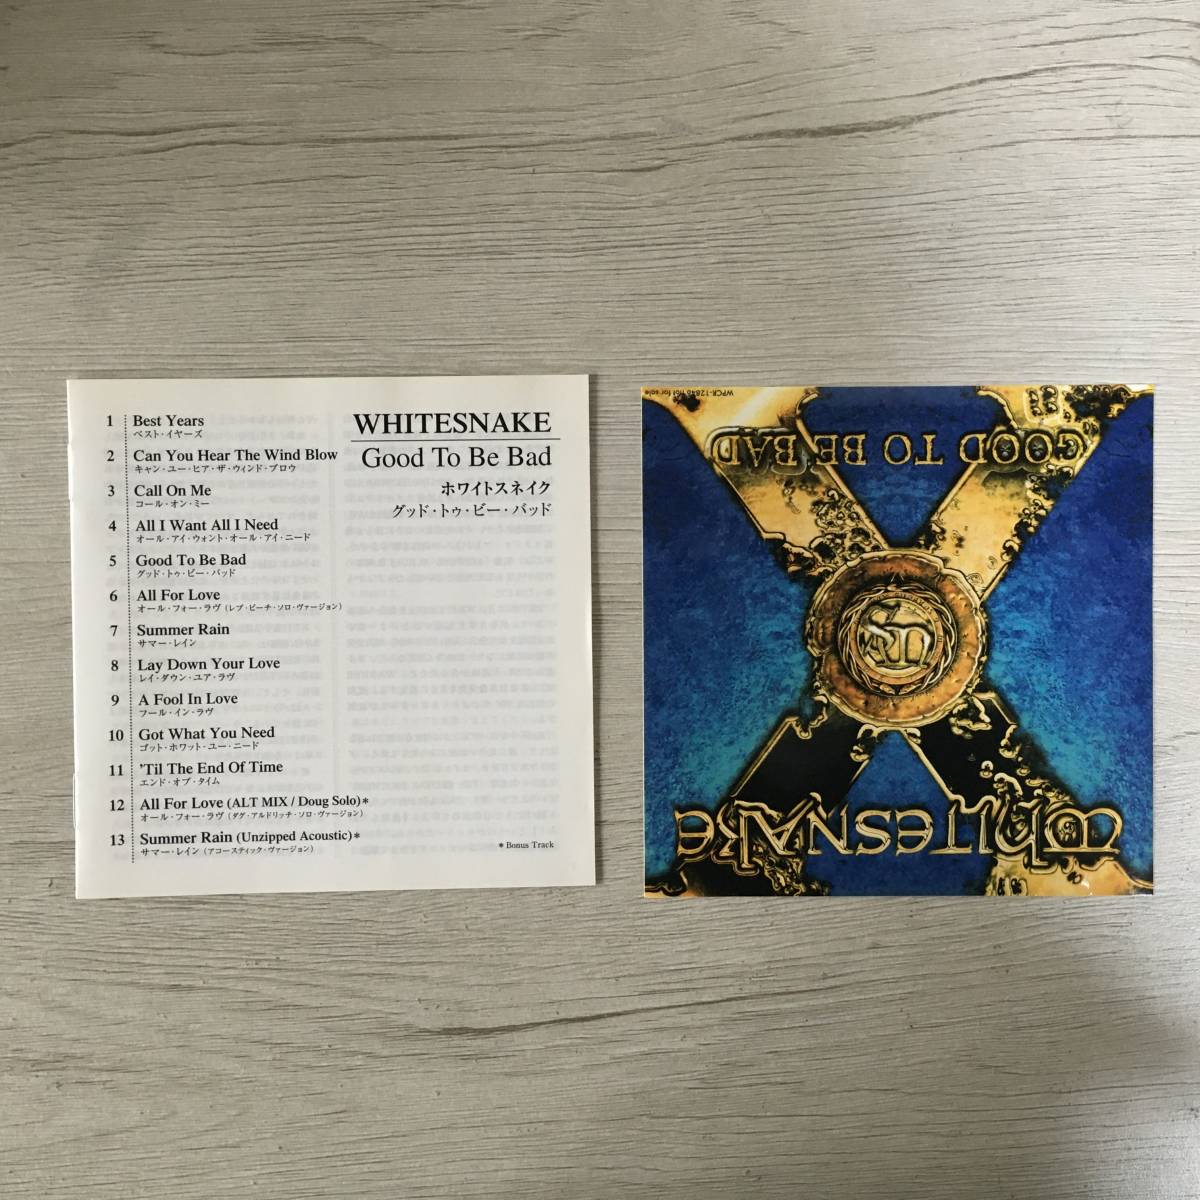 WHITESNAKE
Good To Be Bad
ホワイトスネイク
グッド・トゥ・ビー・バッド
1 Best Years
ベスト・イヤーズ
2 Can You Hear The Wind Blow
キャン・ユー・ヒア・ザ・ウィンド・ブロウ
3 Call On Me
コール・オン・ミー
4 All I Want All I Need
オール・アイ・ウォント・オール・アイ・ニード
5 Good To Be Bad
グッド・トゥ・ビー・バッド
6 All For Love
オール・フォー・ラヴ（レブ・ビーチ・ソロ・ヴァージョン）
7 Summer Rain
サマー・レイン
8 Lay Down Your Love
レイ・ダウン・ユア・ラヴ
9 A Fool In Love
フール・イン・ラヴ
10 Got What You Need
ゴット・ホワット・ユー・ニード
11 'Til The End Of Time
エンド・オブ・タイム
12 All For Love (ALT MIX / Doug Solo)*
オール・フォー・ラヴ（ダグ・アルドリッチ・ソロ・ヴァージョン）
13 Summer Rain (Unzipped Acoustic)*
サマー・レイン（アコースティック・ヴァージョン）
* Bonus Track
WHITESNAKE
SN
GOOD TO BE BAD
WPCR-12848 not for sale